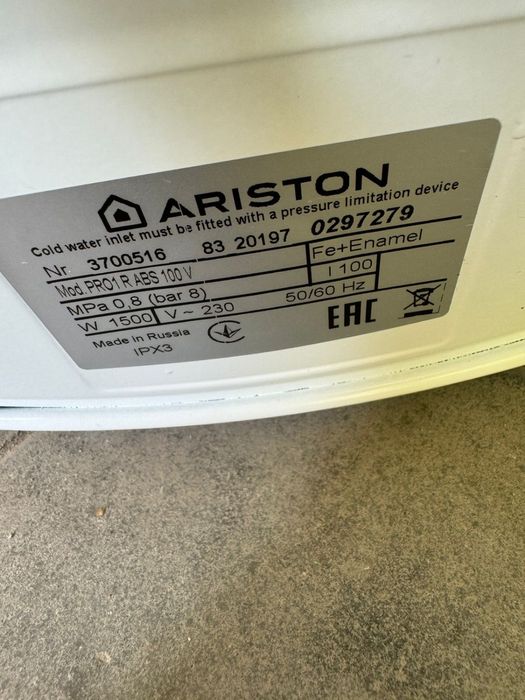 ARISTON
Cold water inlet must be fitted with a pressure limitation device
Nr. 3700516 83 20197 0297279
Mod. PRO1 R ABS 100 V Fe+Enamel
MPa 0,8 (bar 8) l 100
W 1500 V ~ 230 50/60 Hz
Made in Russia
IPX3
EAC